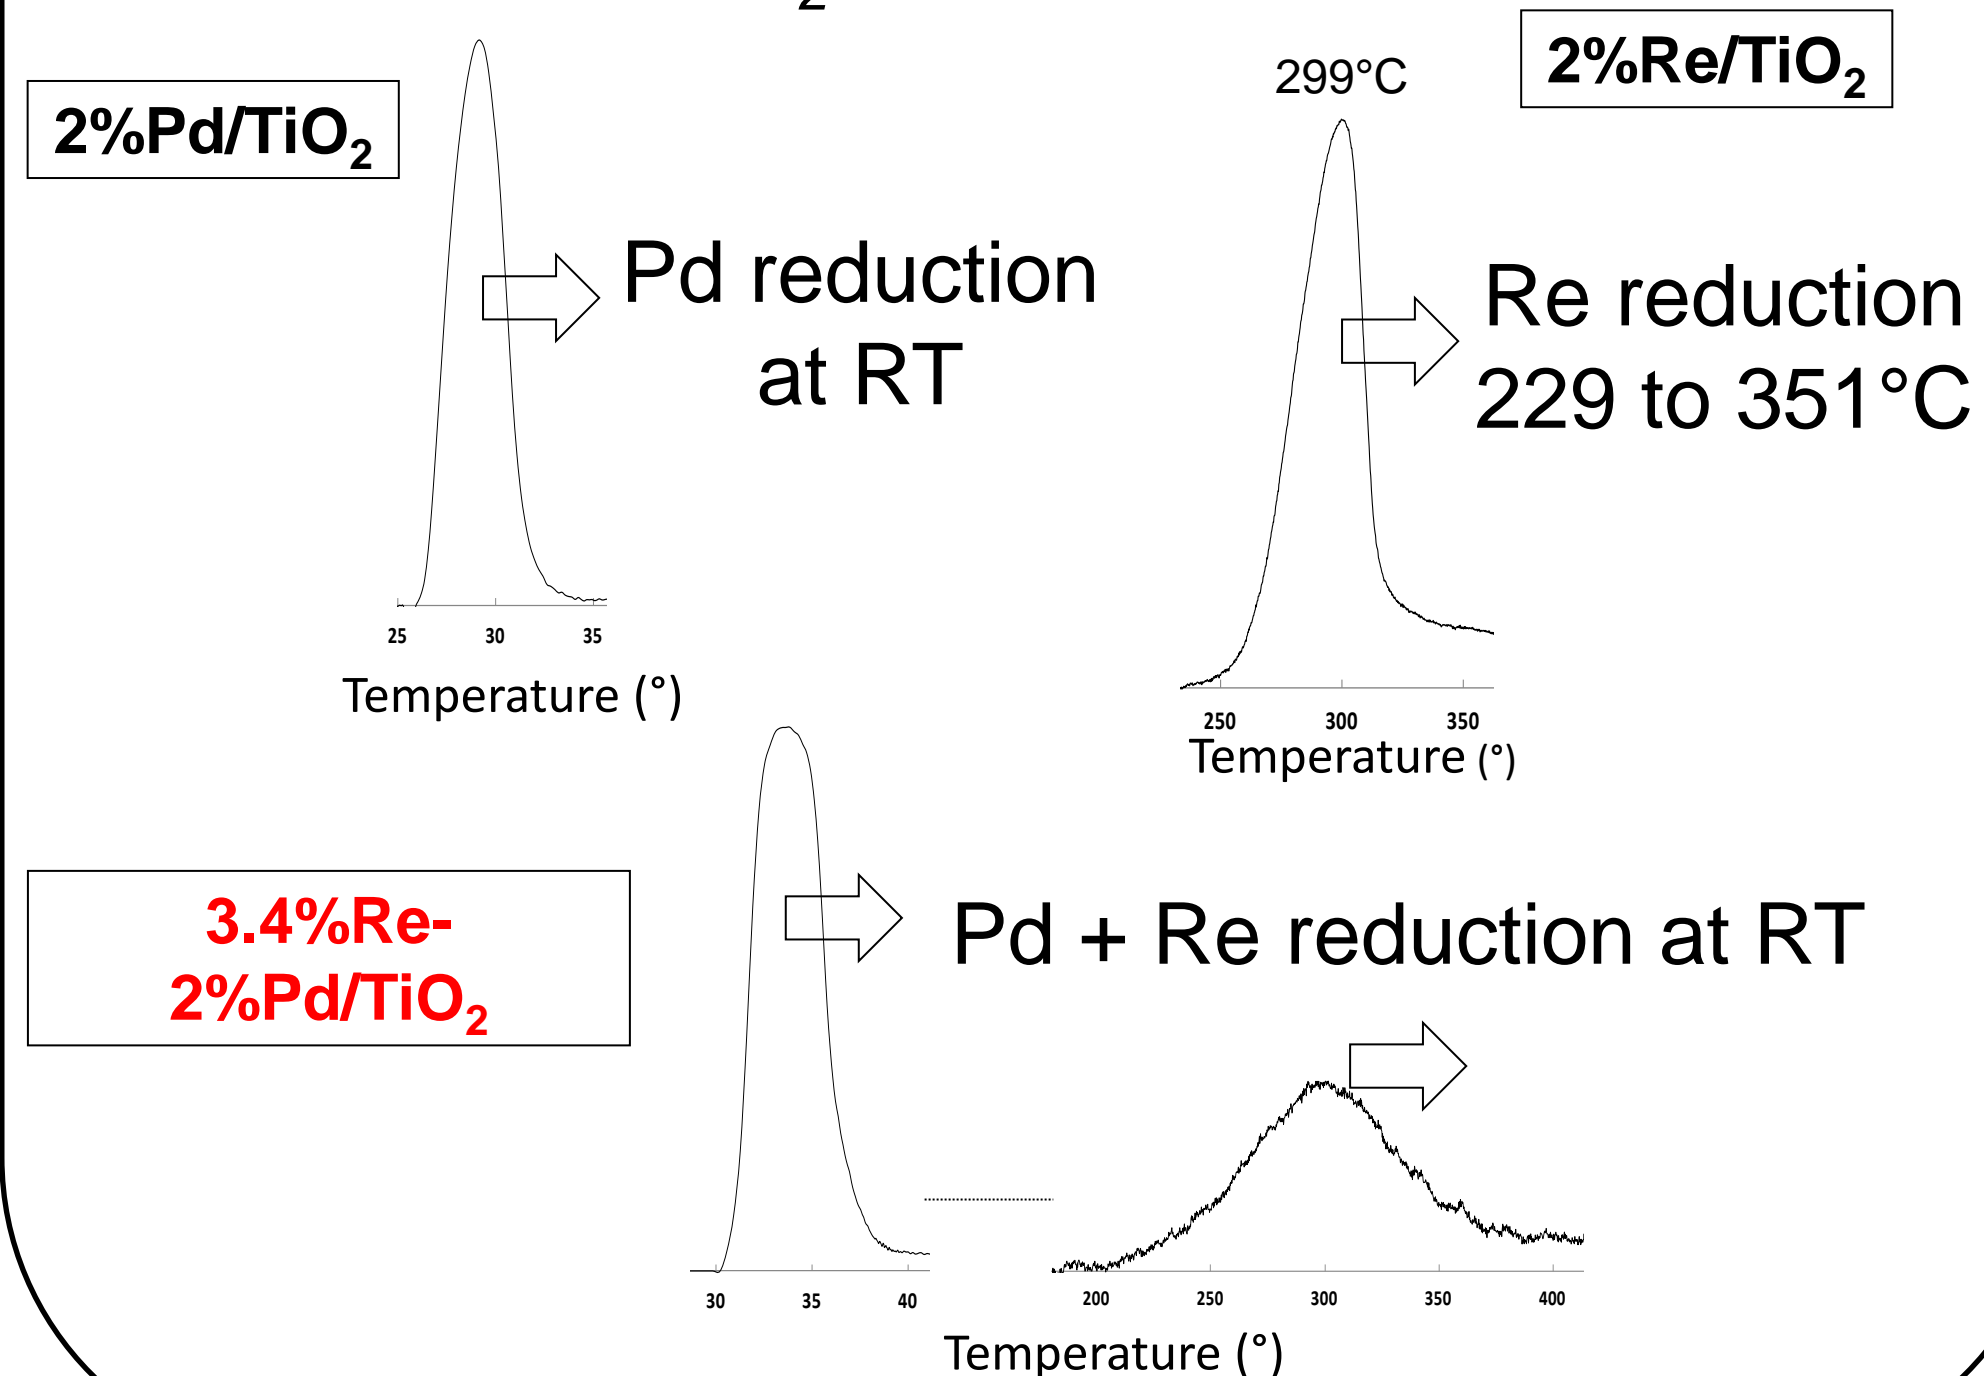 2
2%Pd/TiO2
299°C
2%Re/TiO2
Pd reduction
at RT
Re reduction
229 to 351°C
25 30 35
Temperature (°)
250 300 350
Temperature (°)
3.4%Re-
2%Pd/TiO2
Pd + Re reduction at RT
30 35 40
200 250 300 350 400
Temperature (°)